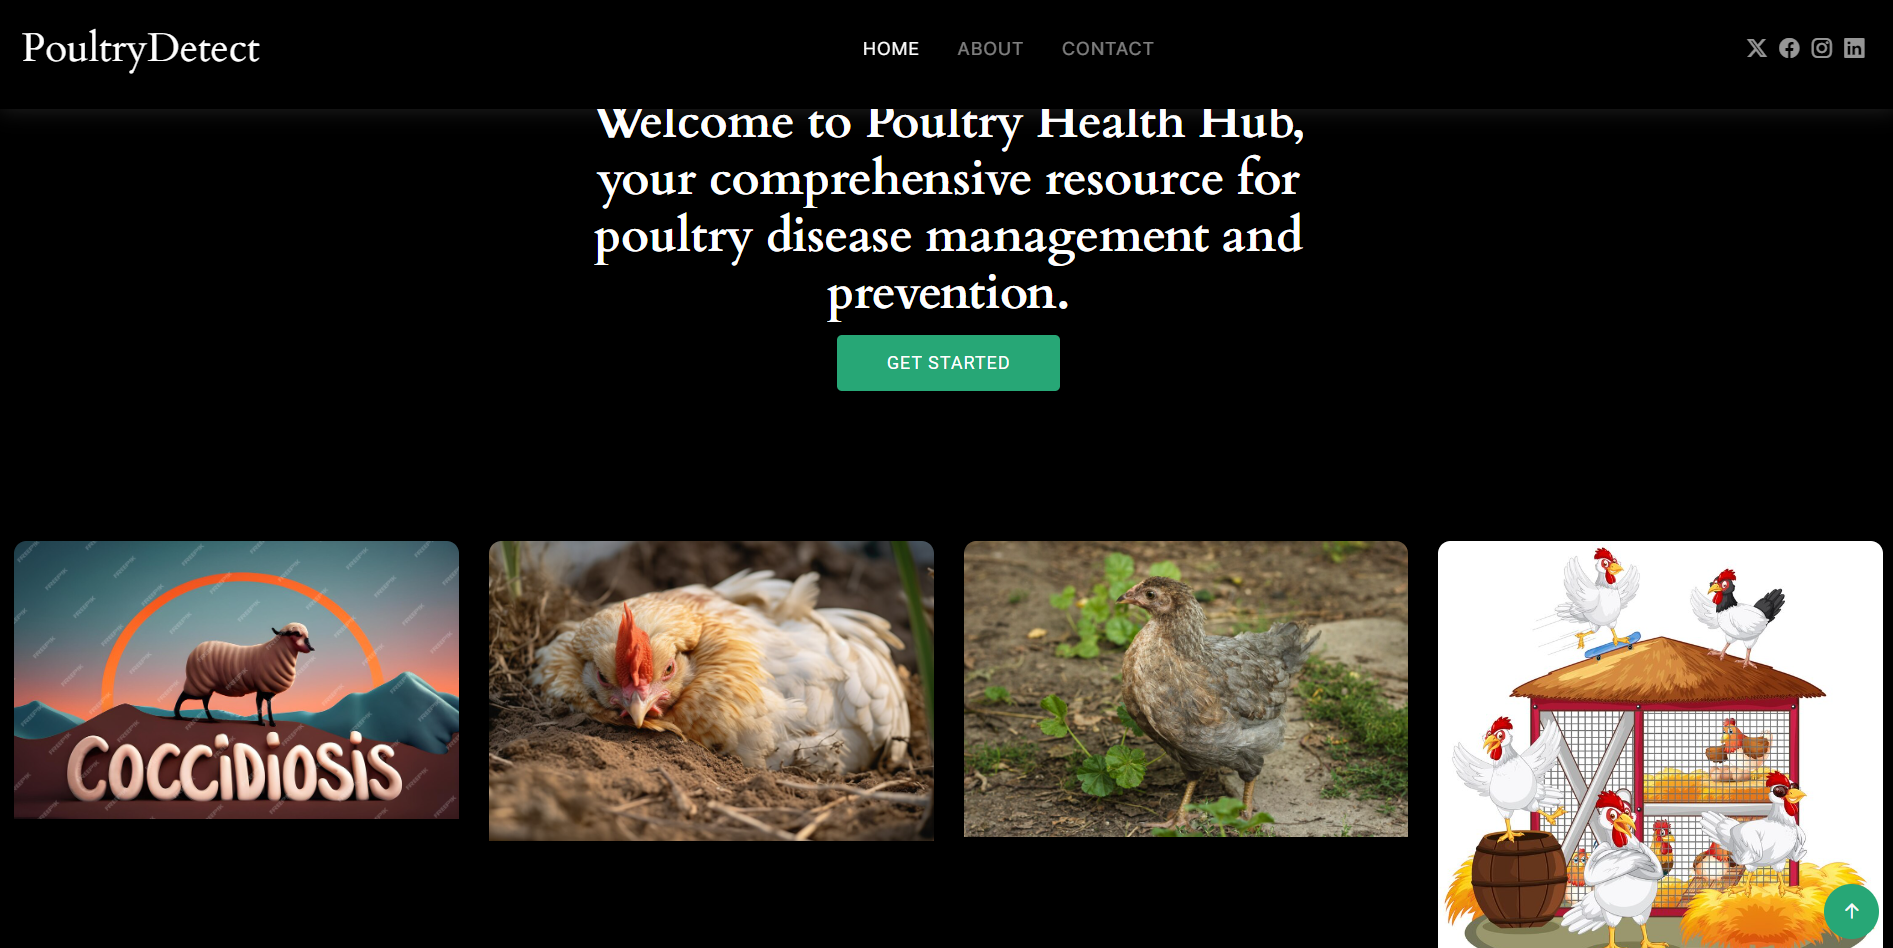 PoultryDetect
HOME ABOUT CONTACT
Welcome to Poultry Health Hub,
your comprehensive resource for
poultry disease management and
prevention.
GET STARTED
COCCiDiOSiS